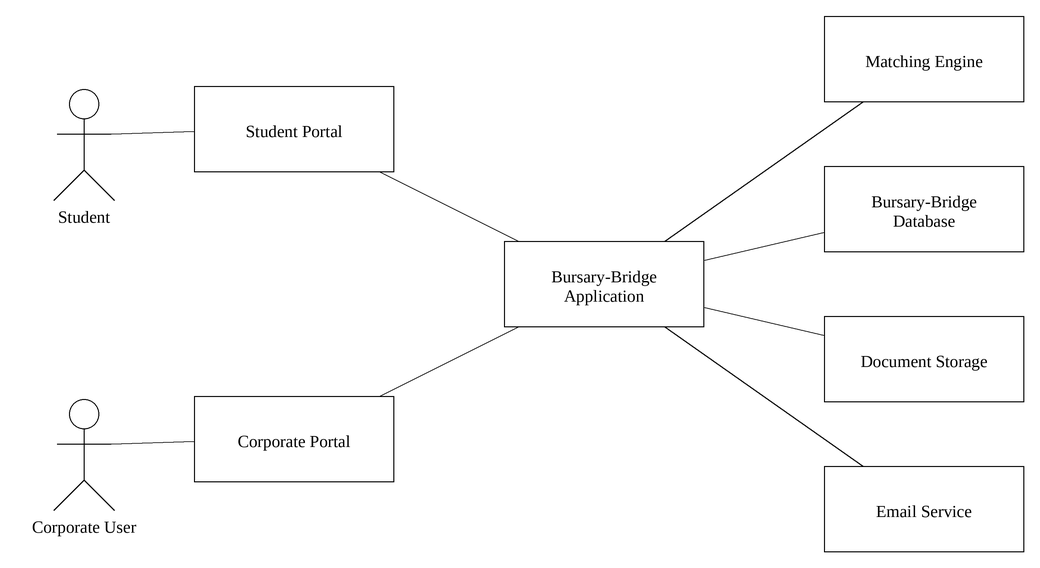 Matching Engine
Student Portal
Student
Bursary-Bridge
Database
Bursary-Bridge
Application
Document Storage
Corporate Portal
Corporate User
Email Service